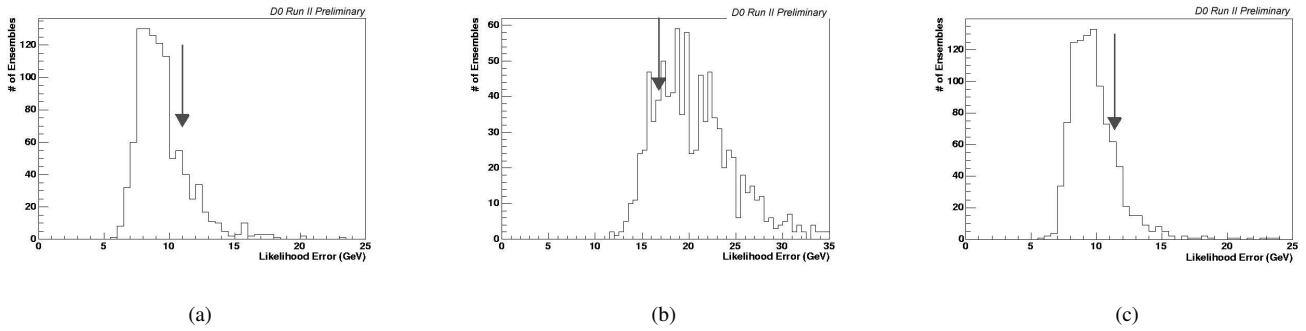 D0 Run II Preliminary
# of Ensembles
120
100
80
60
40
20
0
0 5 10 15 20 25
Likelihood Error (GeV)
(a)
D0 Run II Preliminary
# of Ensembles
60
50
40
30
20
10
0
0 5 10 15 20 25 30 35
Likelihood Error (GeV)
(b)
D0 Run II Preliminary
# of Ensembles
120
100
80
60
40
20
0
0 5 10 15 20 25
Likelihood Error (GeV)
(c)